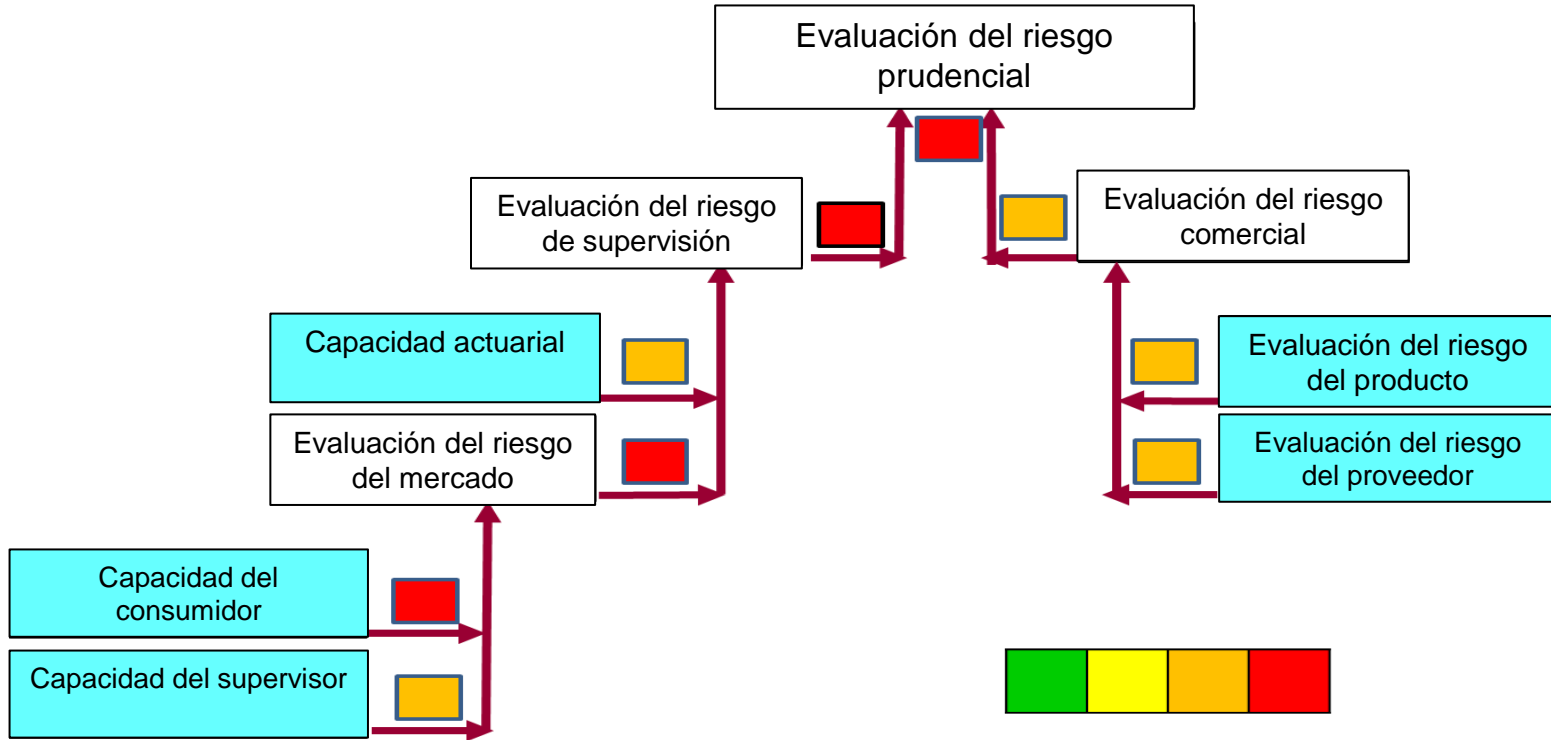 Evaluación del riesgo
prudencial
Evaluación del riesgo
de supervisión
Evaluación del riesgo
comercial
Capacidad actuarial
Evaluación del riesgo
del producto
Evaluación del riesgo
del mercado
Evaluación del riesgo
del proveedor
Capacidad del
consumidor
Capacidad del supervisor